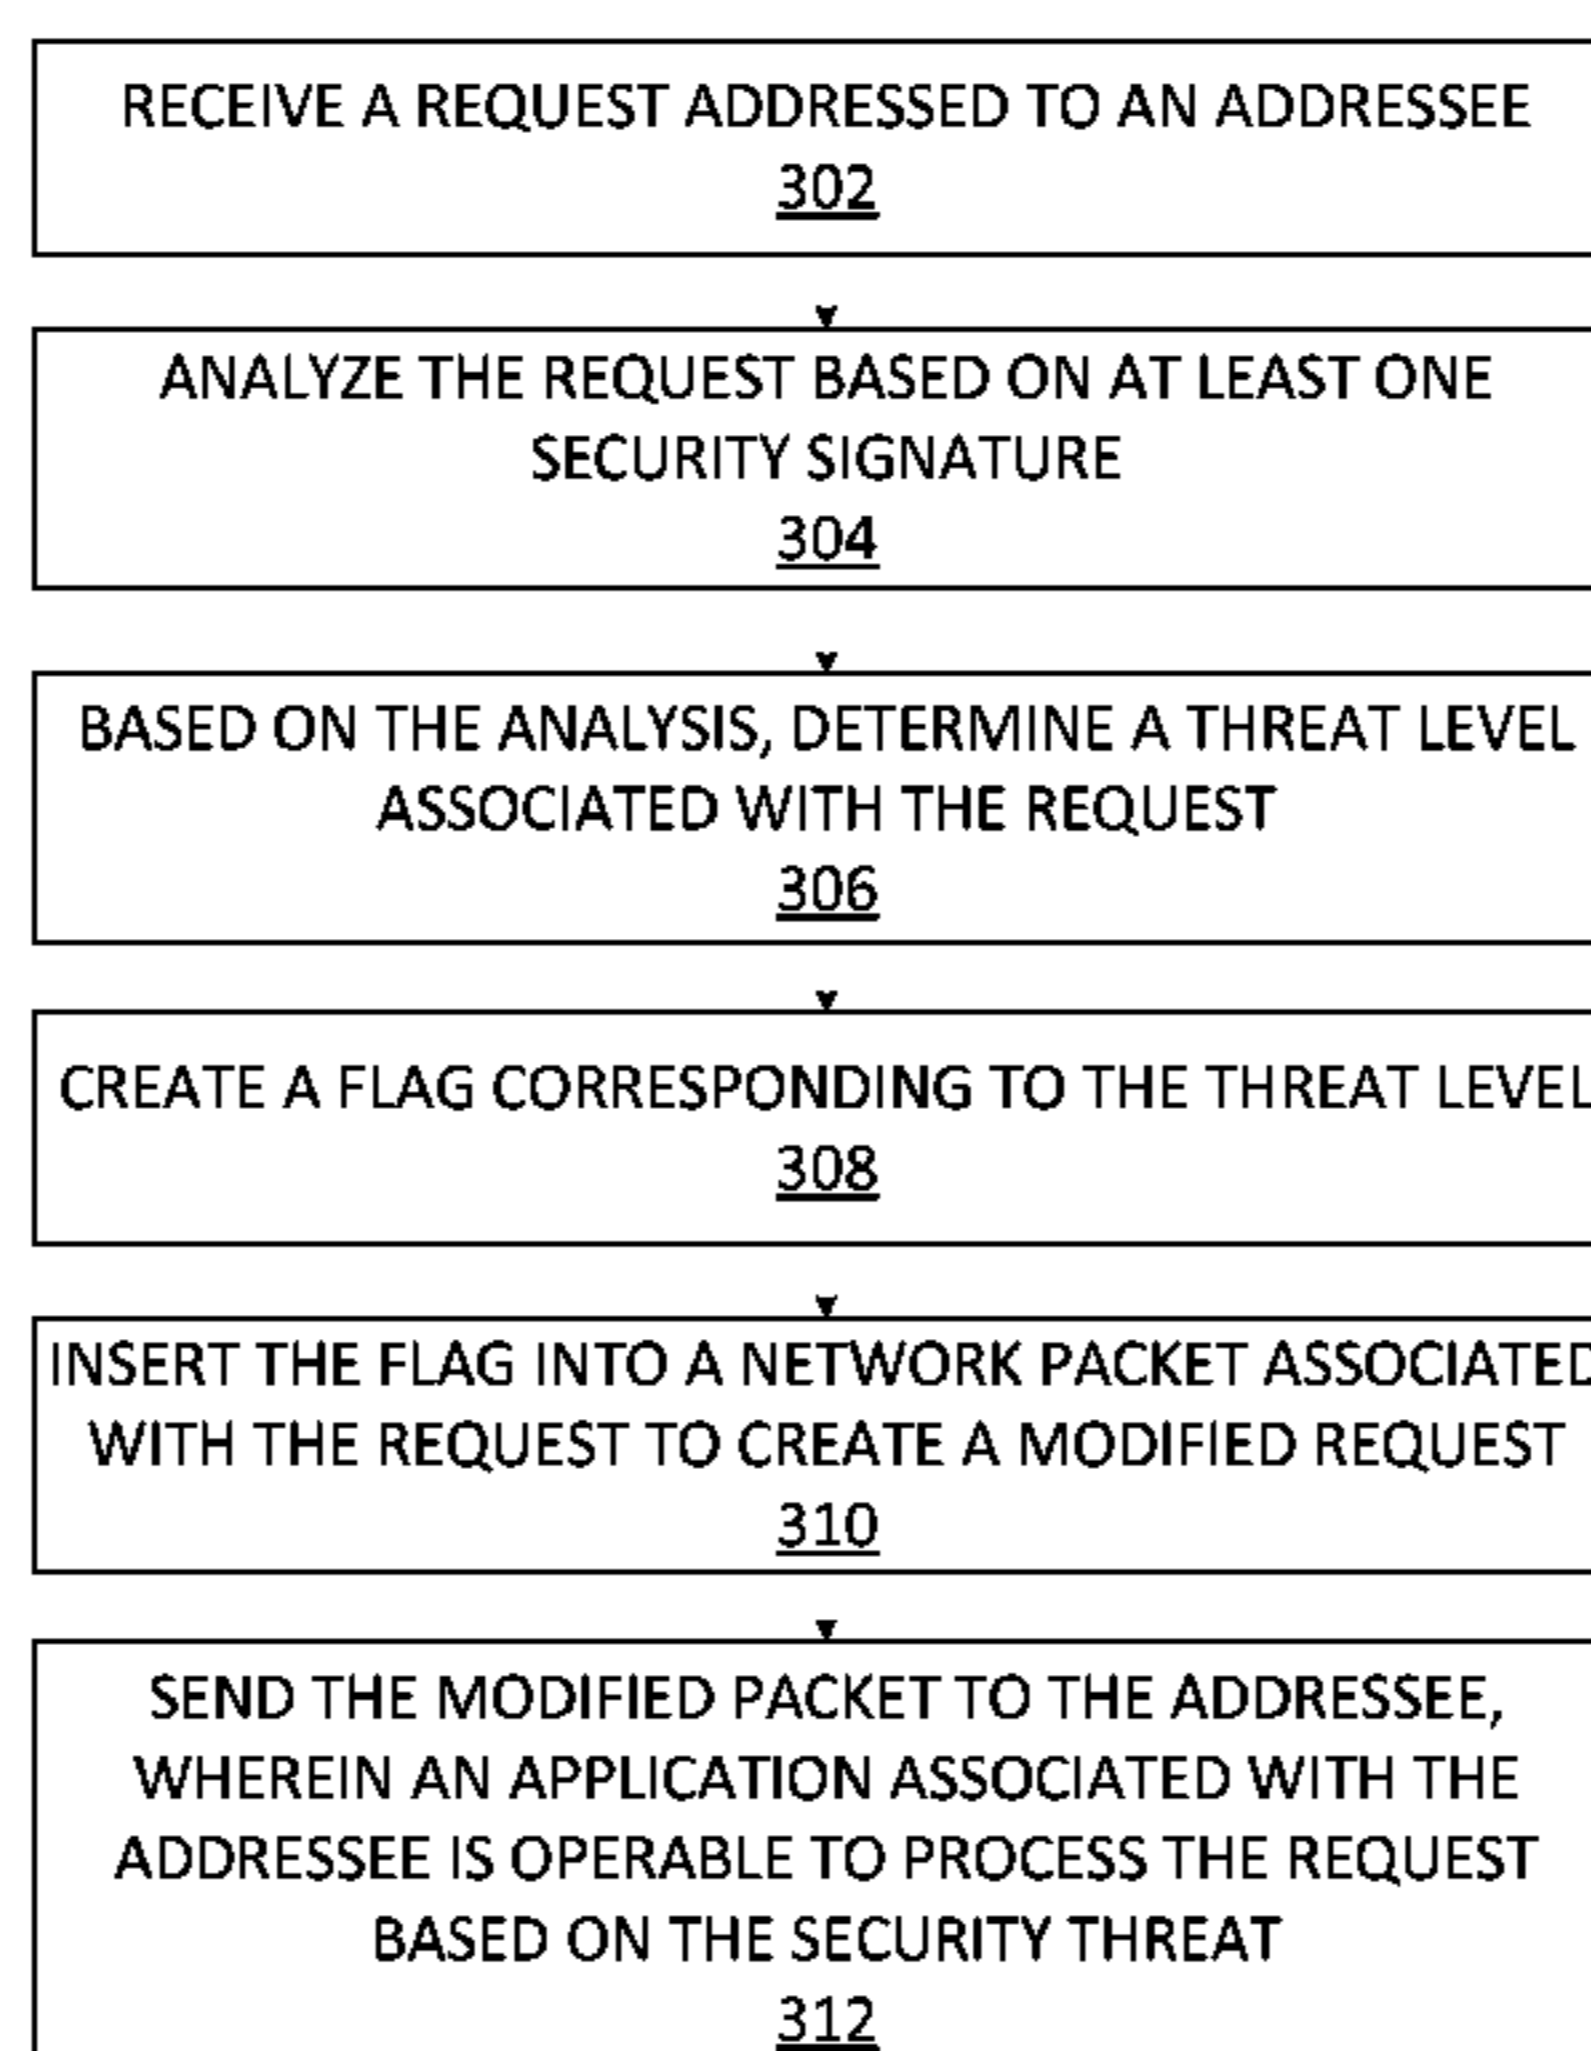 RECEIVE A REQUEST ADDRESSED TO AN ADDRESSEE
302
ANALYZE THE REQUEST BASED ON AT LEAST ONE
SECURITY SIGNATURE
304
BASED ON THE ANALYSIS, DETERMINE A THREAT LEVEL
ASSOCIATED WITH THE REQUEST
306
CREATE A FLAG CORRESPONDING TO THE THREAT LEVEL
308
INSERT THE FLAG INTO A NETWORK PACKET ASSOCIATED
WITH THE REQUEST TO CREATE A MODIFIED REQUEST
310
SEND THE MODIFIED PACKET TO THE ADDRESSEE,
WHEREIN AN APPLICATION ASSOCIATED WITH THE
ADDRESSEE IS OPERABLE TO PROCESS THE REQUEST
BASED ON THE SECURITY THREAT
312